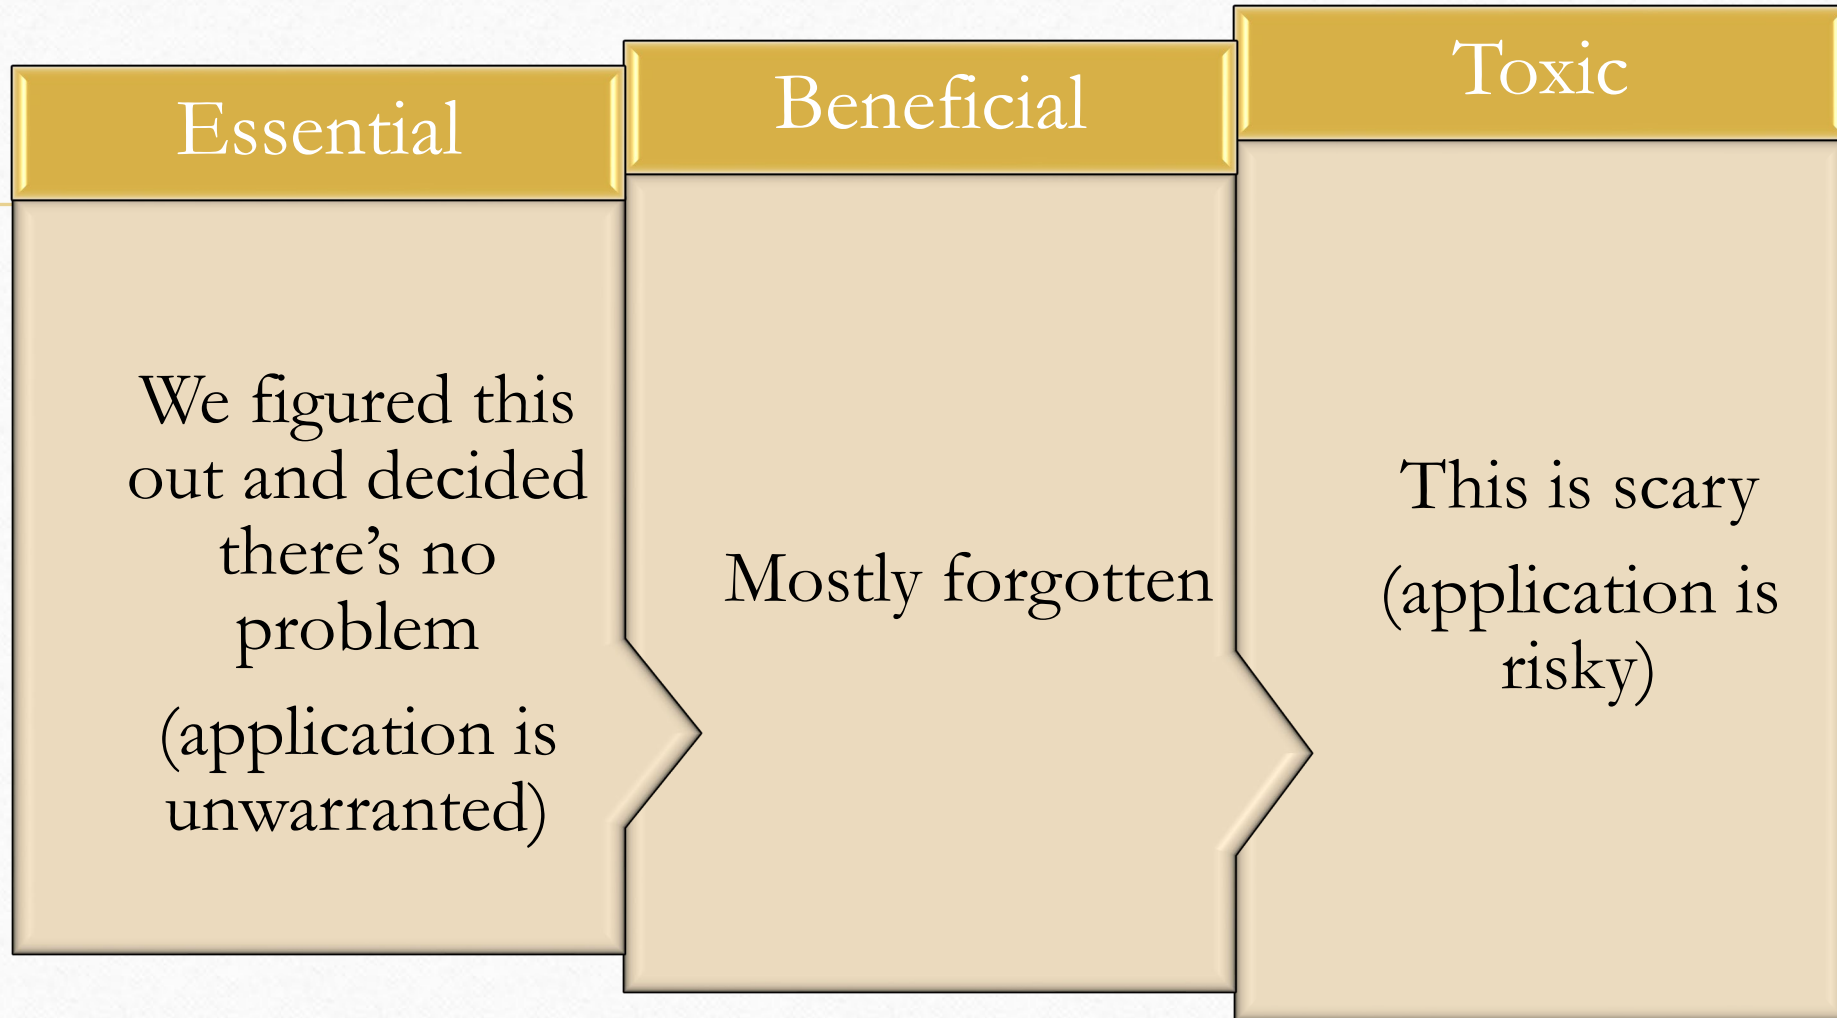 Essential
We figured this
out and decided
there’s no
problem
(application is
unwarranted)
Beneficial
Mostly forgotten
Toxic
This is scary
(application is
risky)